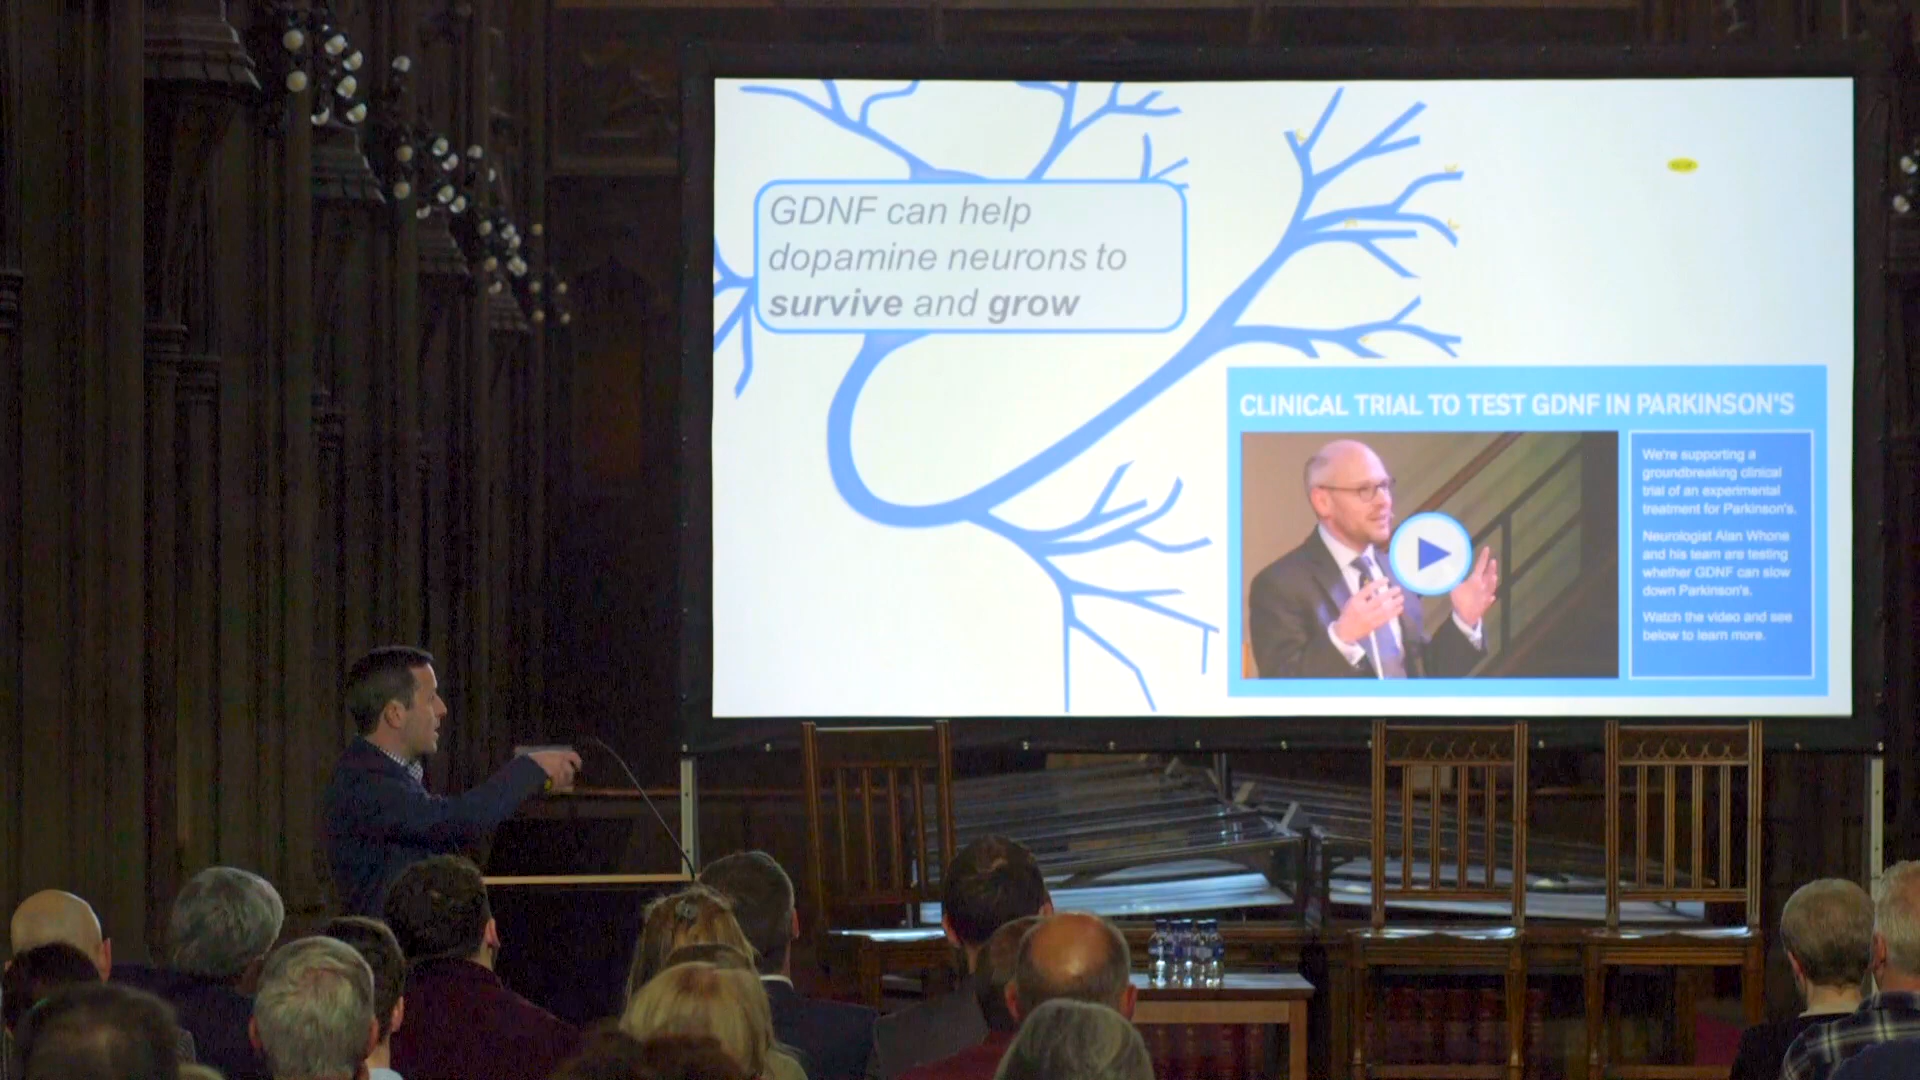 GDNF can help
dopamine neurons to
survive and grow
CLINICAL TRIAL TO TEST GDNF IN PARKINSON'S
We're supporting a
groundbreaking clinical
trial of an experimental
treatment for Parkinson's.
Neurologist Alan Whone
and his team are testing
whether GDNF can slow
down Parkinson's.
Watch the video and see
below to learn more.